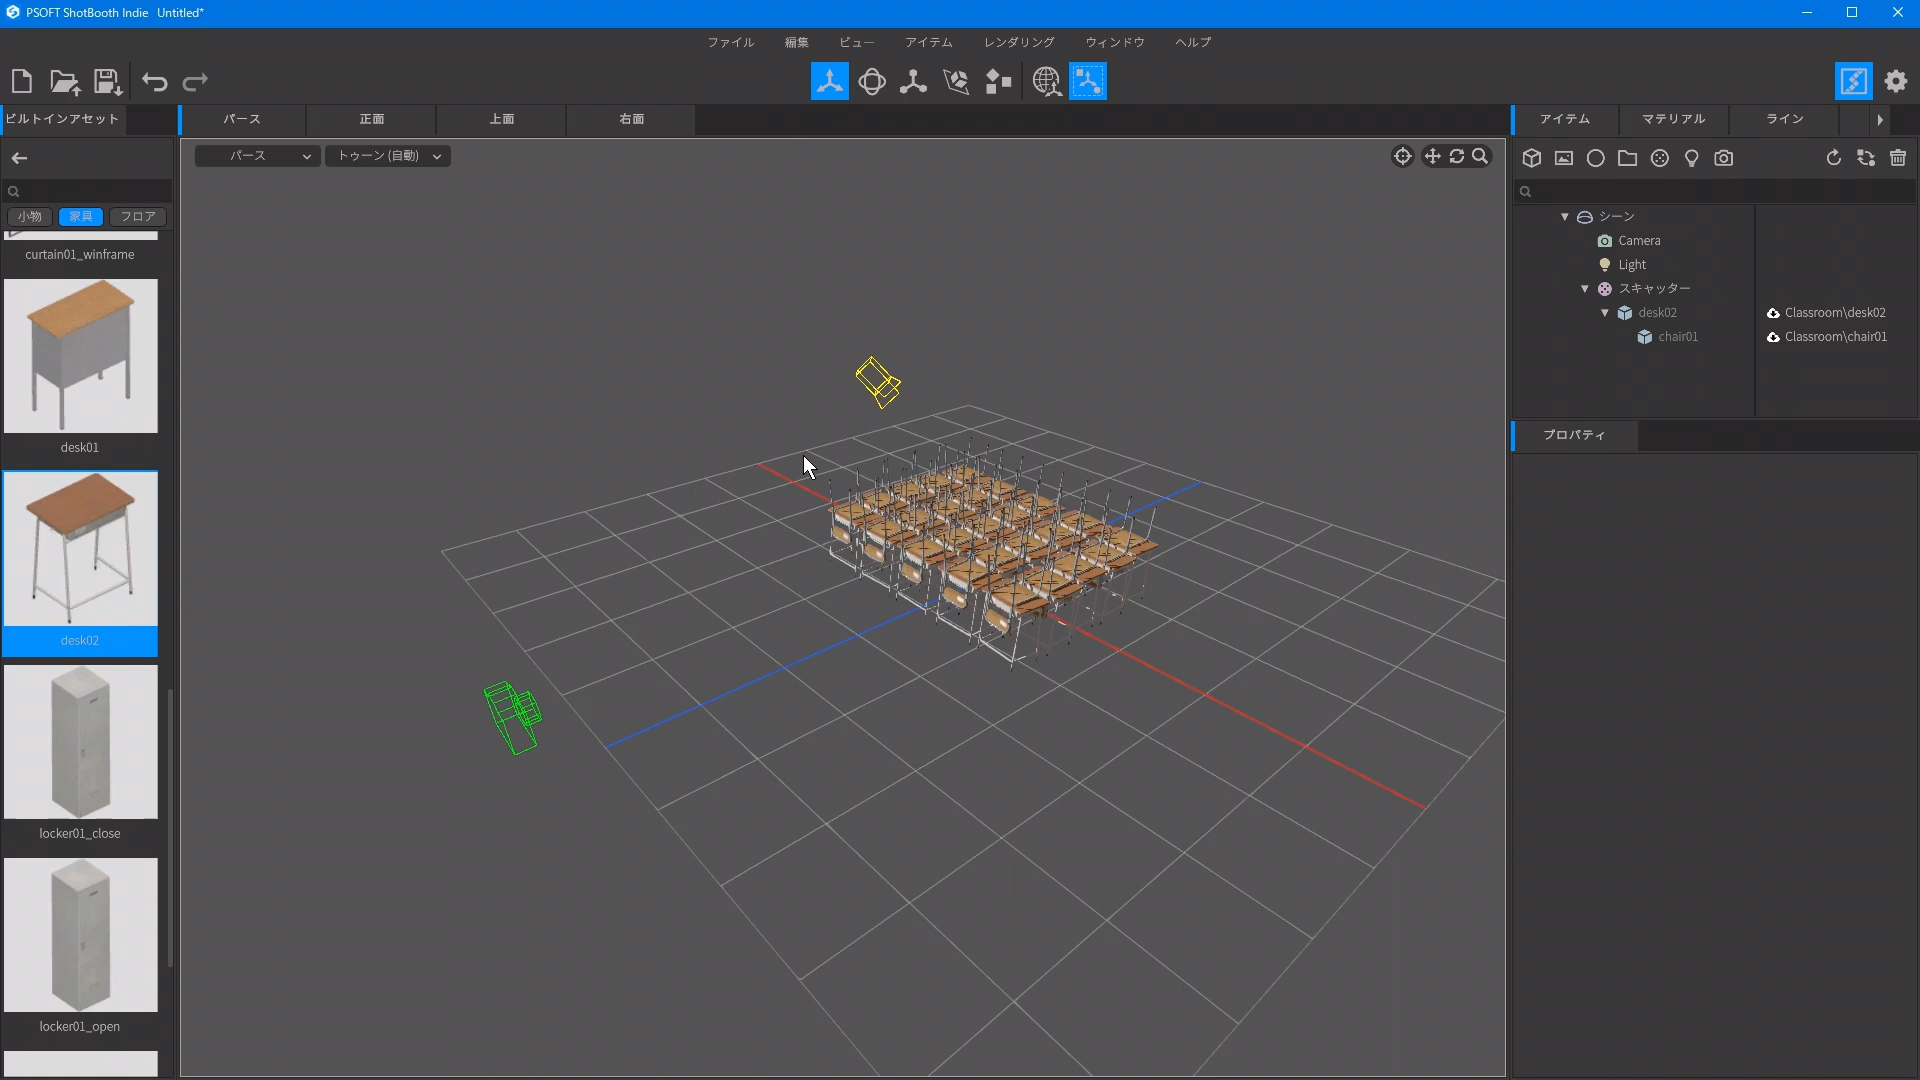 PSOFT ShotBooth Indie Untitled*
ファイル 編集 ビュー アイテム レンダリング ウィンドウ ヘルプ
ビルトインアセット
パース 正面 上面 右面
アイテム マテリアル ライン
パース トゥーン (自動)
小物 家具 フロア
curtain01_winframe
desk01
desk02
locker01_close
locker01_open
シーン
Camera
Light
スキャッター
desk02 Classroom\desk02
chair01 Classroom\chair01
プロパティ